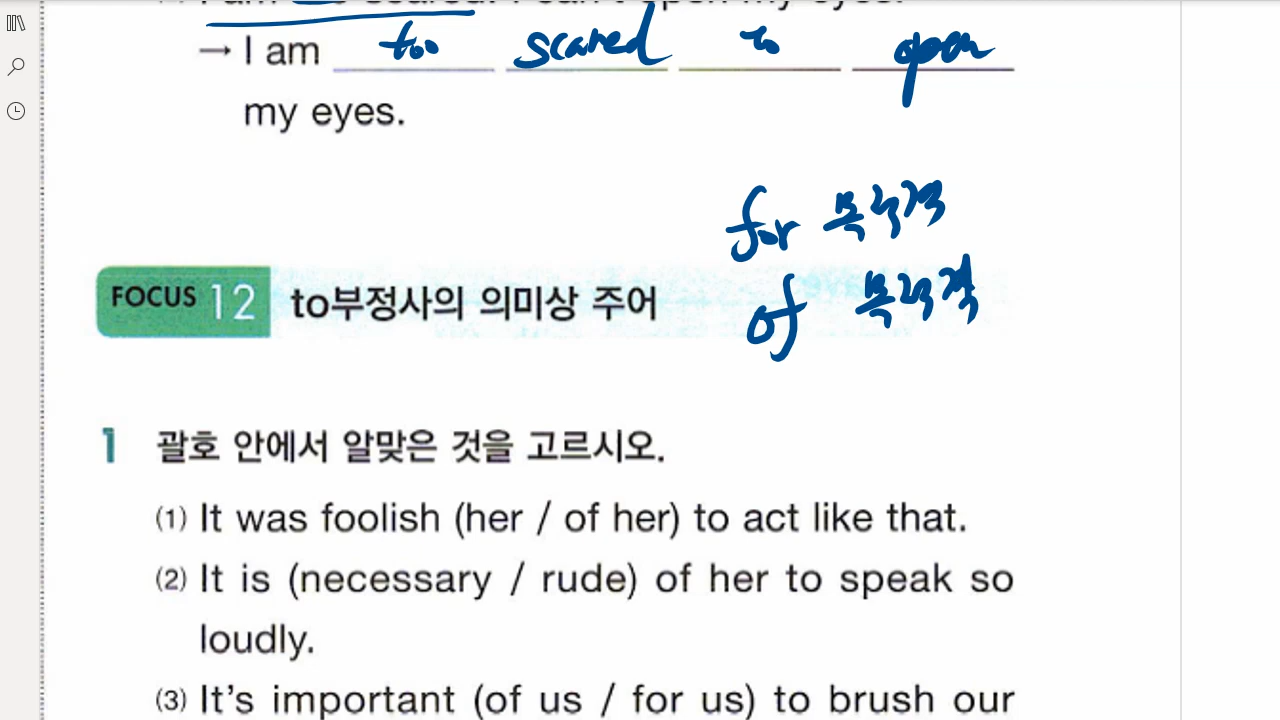 → I am too scared to open
my eyes.
for 목적격
of 목적격
FOCUS 12 to부정사의 의미상 주어
1 괄호 안에서 알맞은 것을 고르시오.
(1) It was foolish (her / of her) to act like that.
(2) It is (necessary / rude) of her to speak so
loudly.
(3) It's important (of us / for us) to brush our